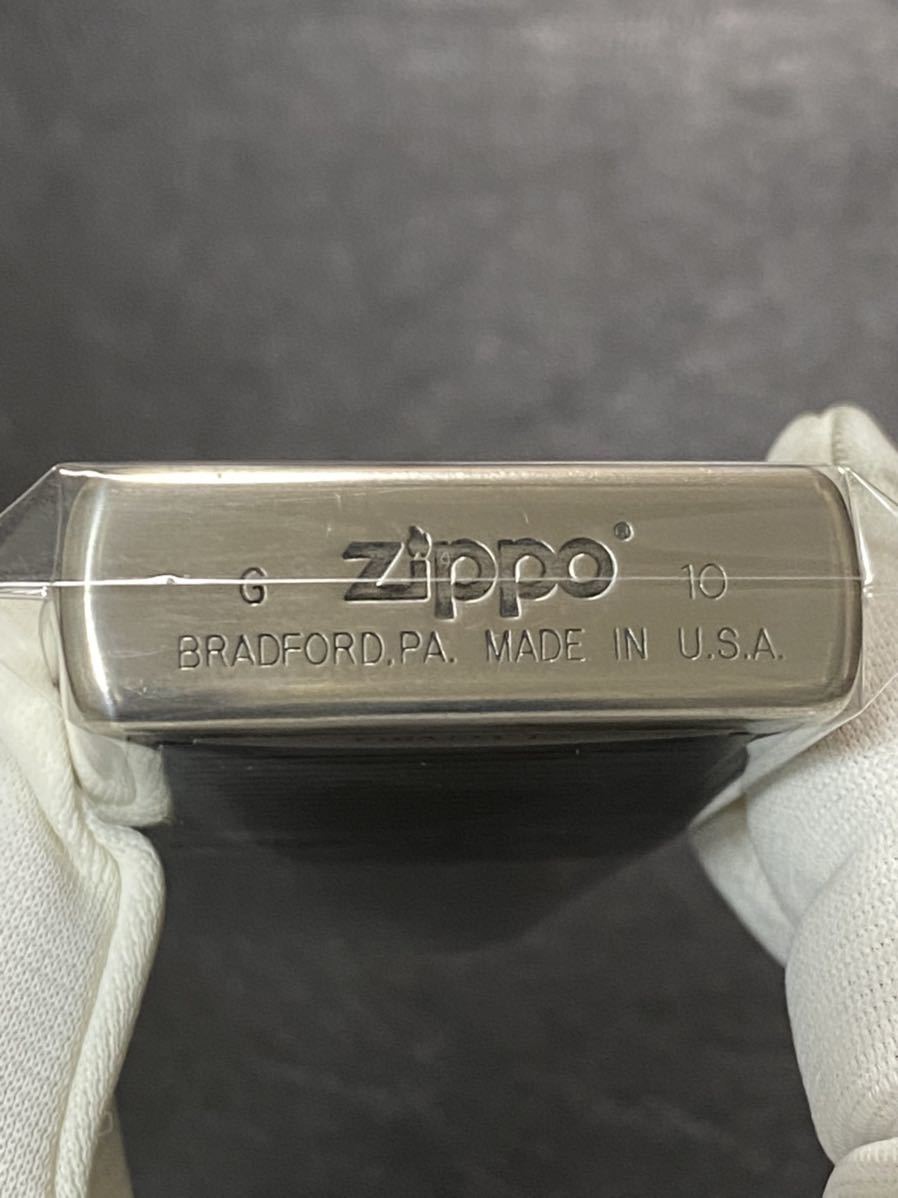 G Zippo® 10
BRADFORD, PA. MADE IN U.S.A.